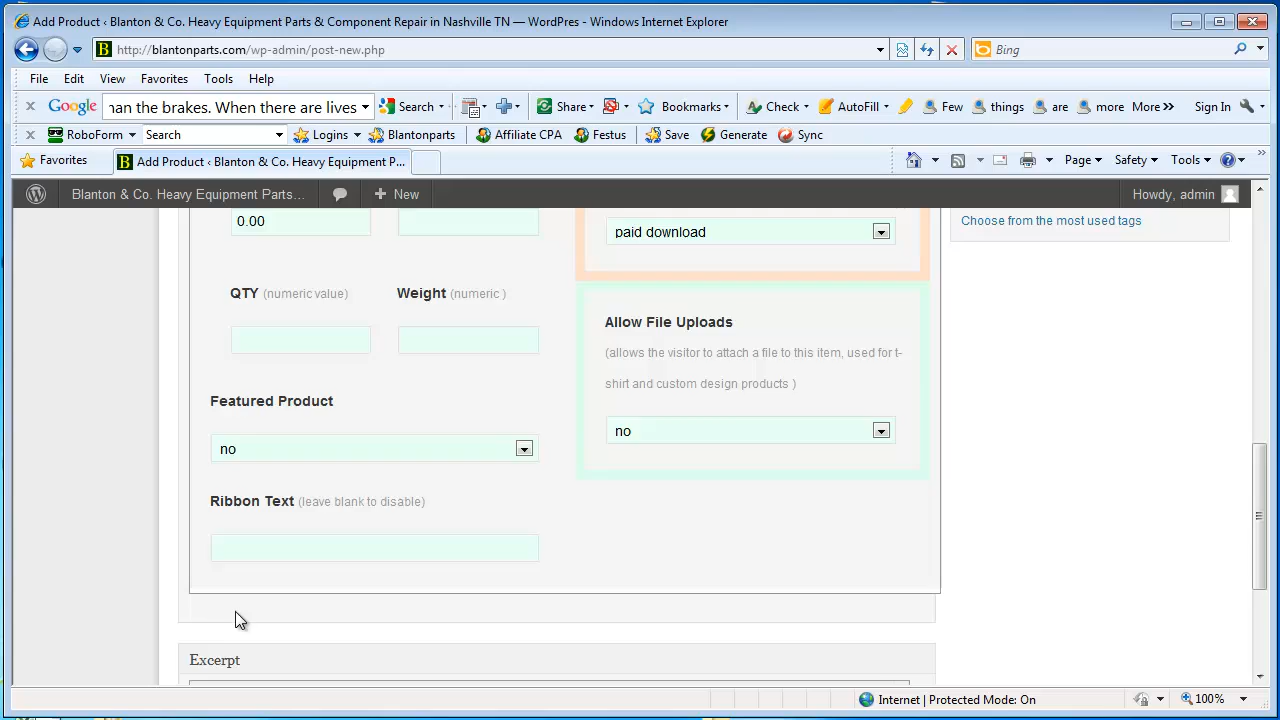 Add Product ‹ Blanton & Co. Heavy Equipment Parts & Component Repair in Nashville TN — WordPres - Windows Internet Explorer
B http://blantonparts.com/wp-admin/post-new.php
Bing
File Edit View Favorites Tools Help
Google nan the brakes. When there are lives Search Share Bookmarks Check AutoFill Few things are more More>> Sign In
RoboForm Search Logins Blantonparts Affiliate CPA Festus Save Generate Sync
Favorites B Add Product ‹ Blanton & Co. Heavy Equipment P... Page Safety Tools
Blanton & Co. Heavy Equipment Parts... + New Howdy, admin
0.00
paid download
Choose from the most used tags
QTY (numeric value) Weight (numeric )
Allow File Uploads
(allows the visitor to attach a file to this item, used for t-
shirt and custom design products )
Featured Product
no
no
Ribbon Text (leave blank to disable)
Excerpt
Internet | Protected Mode: On 100%